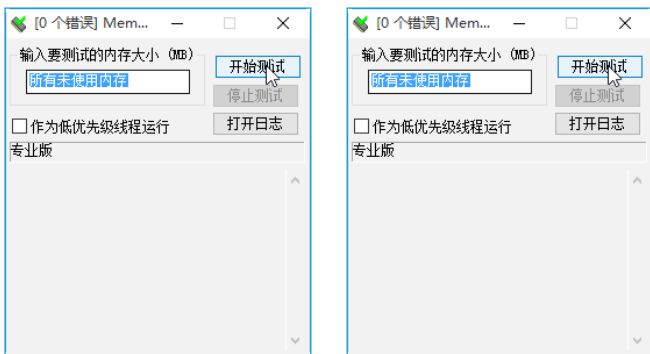 [0 个错误] Mem...
输入要测试的内存大小 (MB)
所有未使用内存
开始测试
停止测试
作为低优先级线程运行
打开日志
专业版
[0 个错误] Mem...
输入要测试的内存大小 (MB)
所有未使用内存
开始测试
停止测试
作为低优先级线程运行
打开日志
专业版